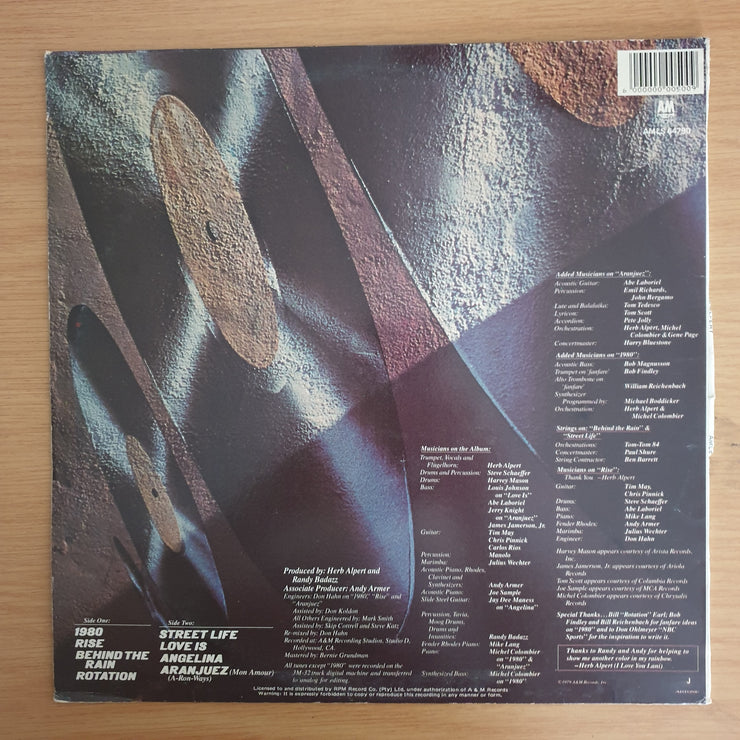 6 000000 005009
AM
AMLS 64790
Added Musicians on "Aranjuez":
Acoustic Guitar: Abe Laboriel
Percussion: Emil Richards,
John Bergamo
Lute and Balalaika: Tom Tedesco
Lyricon: Tom Scott
Accordion: Pete Jolly
Orchestration: Herb Alpert, Michel
Colombier & Gene Page
Concertmaster: Harry Bluestone
Added Musicians on "1980":
Acoustic Bass: Bob Magnusson
Trumpet on 'fanfare' Bob Findley
Alto Trombone on
'fanfare' William Reichenbach
Synthesizer
Programmed by: Michael Boddicker
Orchestration: Herb Alpert &
Michel Colombier
Strings on: "Behind the Rain" &
"Street Life"
Orchestrations: Tom-Tom 84
Concertmaster: Paul Shure
String Contractor: Ben Barrett
Musicians on "Rise":
Thank You ~Herb Alpert
Guitar: Tim May,
Chris Pinnick
Drums: Steve Schaeffer
Bass: Abe Laboriel
Piano: Mike Lang
Fender Rhodes: Andy Armer
Marimba: Julius Wechter
Engineer: Don Hahn
Harvey Mason appears courtesy of Arista Records,
Inc.
James Jamerson, Jr. appears courtesy of Ariola
Records
Tom Scott appears courtesy of Columbia Records
Joe Sample appears courtesy of MCA Records
Michel Colombier appears courtesy of Chrysalis
Records
Special Thanks... Bill "Rotation" Earl; Bob
Findley and Bill Reichenbach for fanfare ideas
on "1980" and to Don Ohlmeyer "NBC
Sports" for the inspiration to write it.
Thanks to Randy and Andy for helping to
show me another color in my rainbow.
~Herb Alpert (I Love You Lani)
©1979 A&M Records, Inc. J
Musicians on the Album:
Trumpet, Vocals and
Flugelhorn: Herb Alpert
Drums and Percussion: Steve Schaeffer
Drums: Harvey Mason
Bass: Louis Johnson
on "Love Is"
Abe Laboriel
Jerry Knight
on "Aranjuez"
James Jamerson, Jr.
Guitar: Tim May
Chris Pinnick
Carlos Rios
Percussion: Manolo
Marimba: Julius Wechter
Acoustic Piano, Rhodes,
Clavinet and
Synthesizers: Andy Armer
Acoustic Piano: Joe Sample
Slide Steel Guitar: Jay Dee Maness
on "Angelina"
Percussion, Tavia,
Moog Drums,
Drums and
Insanities: Randy Badazz
Fender Rhodes Piano: Mike Lang
Piano: Michel Colombier
on "1980" &
"Aranjuez"
Synthesized Bass: Michel Colombier
on "1980"
Produced by: Herb Alpert and
Randy Badazz
Associate Producer: Andy Armer
Engineers: Don Hahn on "1980," "Rise" and
"Aranjuez"
Assisted by: Don Koldon
All Others Engineered by: Mark Smith
Assisted by: Skip Cottrell and Steve Katz
Re-mixed by: Don Hahn
Recorded at: A&M Recording Studios, Studio D,
Hollywood, CA.
Mastered by: Bernie Grundman
All tunes except "1980" were recorded on the
3M-32 track digital machine and transferred
to analog for editing.
Side One:
1980
RISE
BEHIND THE
RAIN
ROTATION
Side Two:
STREET LIFE
LOVE IS
ANGELINA
ARANJUEZ (Mon Amour)
(A-Ron-Ways)
Licensed to and distributed by RPM Record Co. (Pty) Ltd, under authorization of A & M Records
Warning: It is expressly forbidden to copy or reproduce this recording in any manner or form.